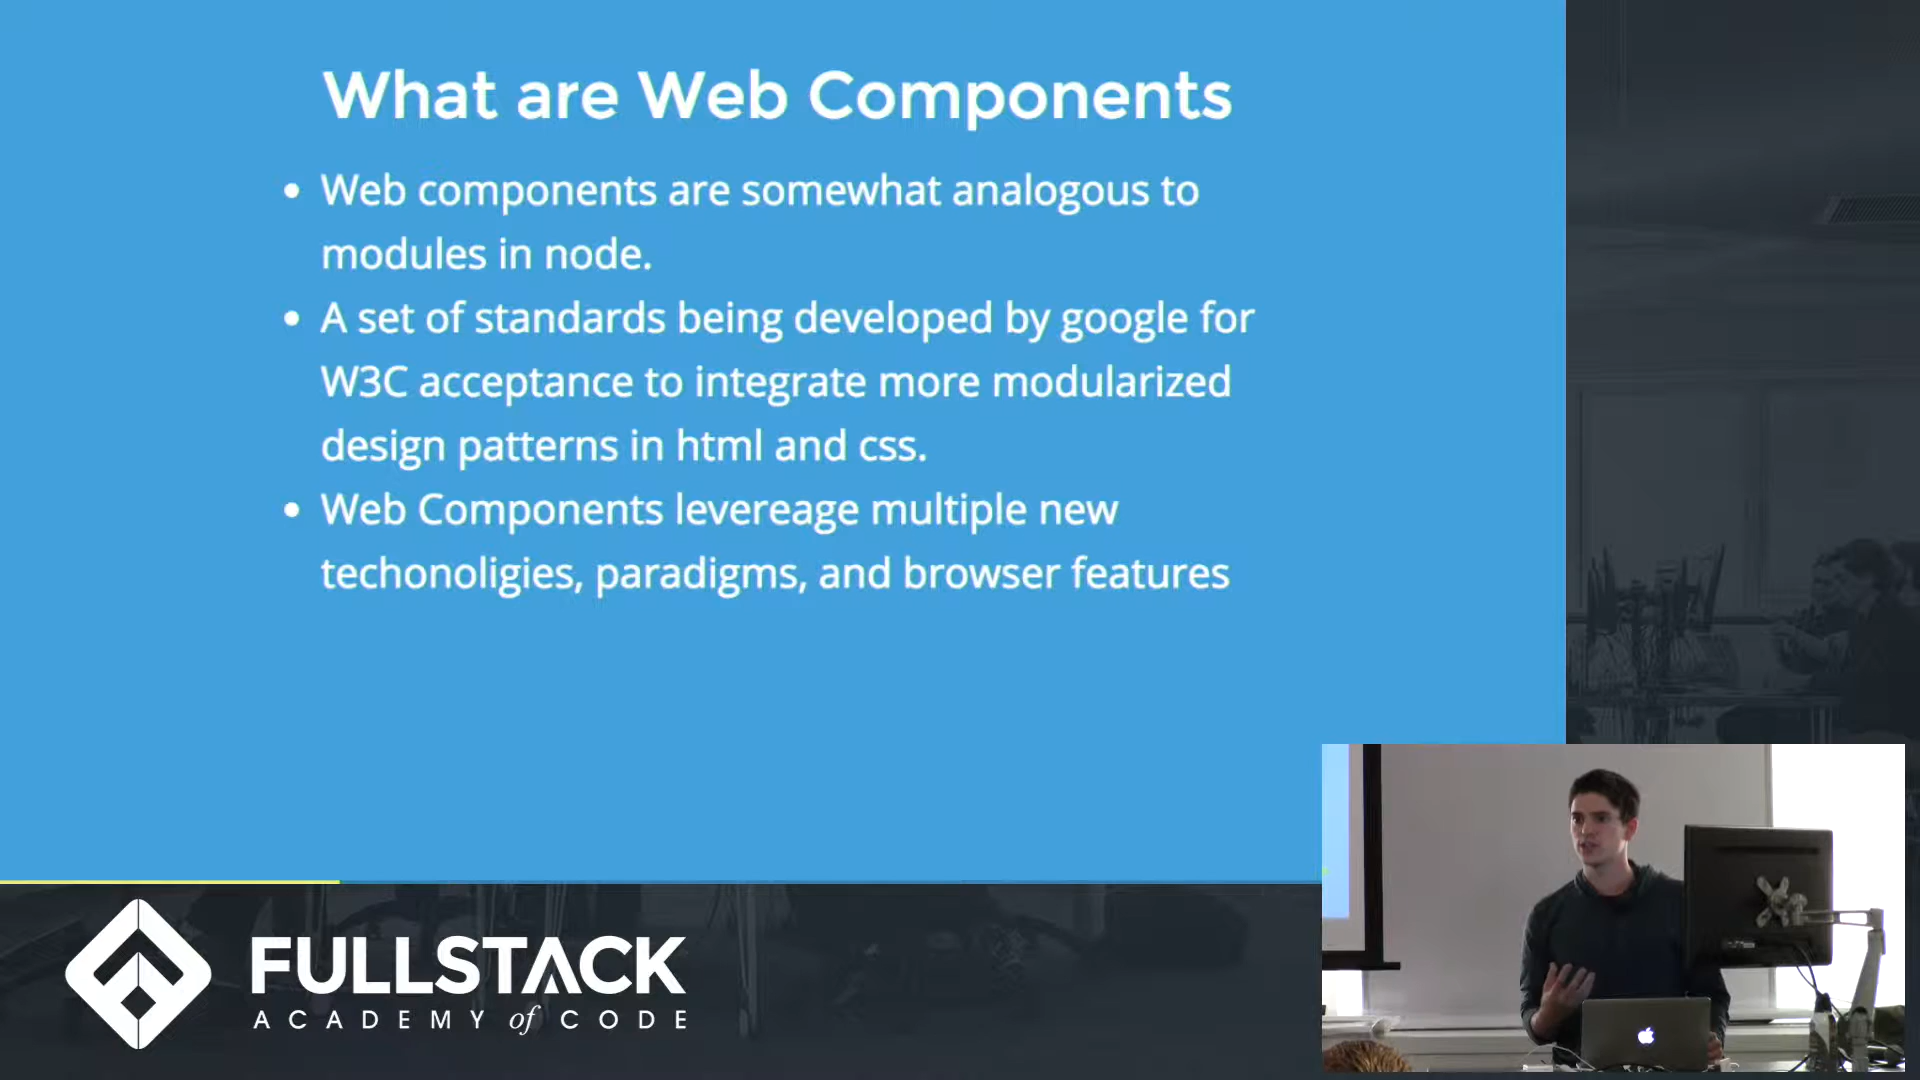 What are Web Components
• Web components are somewhat analogous to
modules in node.
• A set of standards being developed by google for
W3C acceptance to integrate more modularized
design patterns in html and css.
• Web Components levereage multiple new
techonoligies, paradigms, and browser features
FULLSTACK
ACADEMY of CODE